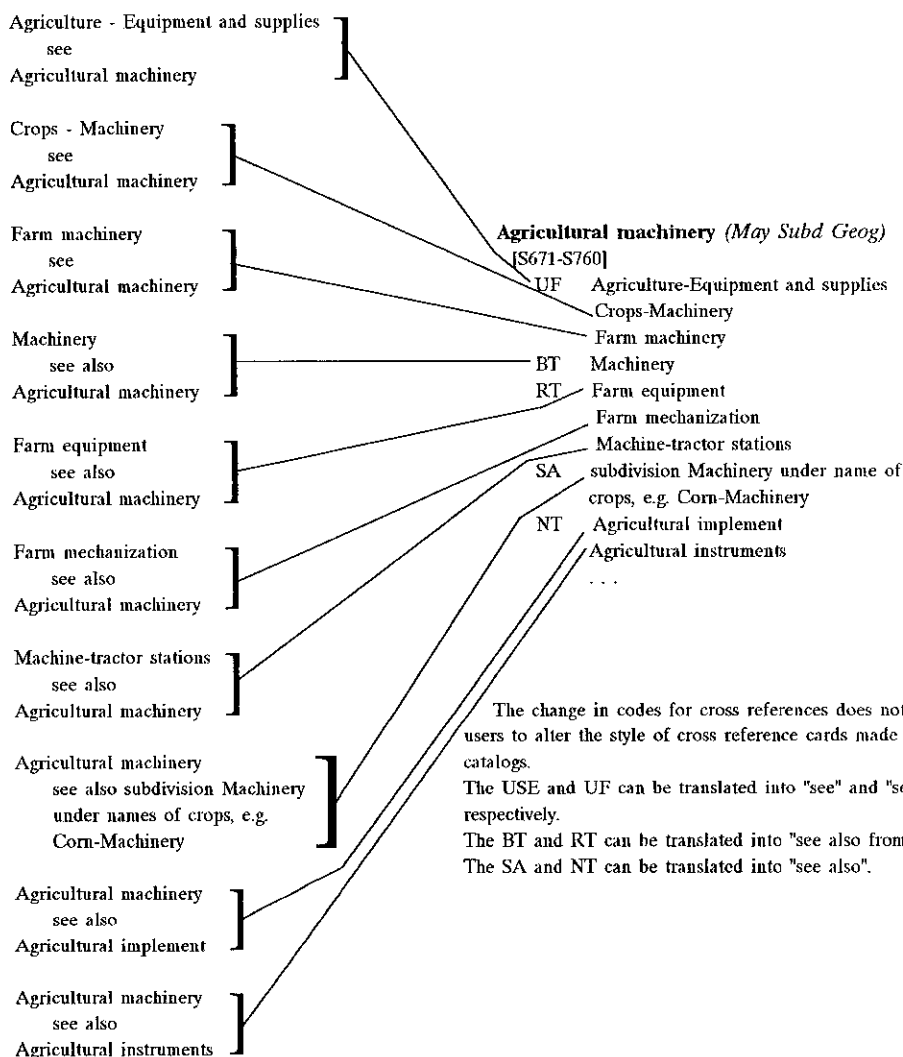 Agriculture - Equipment and supplies
see
Agricultural machinery
Crops - Machinery
see
Agricultural machinery
Farm machinery
see
Agricultural machinery
Machinery
see also
Agricultural machinery
Farm equipment
see also
Agricultural machinery
Farm mechanization
see also
Agricultural machinery
Machine-tractor stations
see also
Agricultural machinery
Agricultural machinery
see also subdivision Machinery
under names of crops, e.g.
Corn-Machinery
Agricultural machinery
see also
Agricultural implement
Agricultural machinery
see also
Agricultural instruments
Agricultural machinery (May Subd Geog)
[S671-S760]
UF Agriculture-Equipment and supplies
Crops-Machinery
Farm machinery
BT Machinery
RT Farm equipment
Farm mechanization
Machine-tractor stations
SA subdivision Machinery under name of
crops, e.g. Corn-Machinery
NT Agricultural implement
Agricultural instruments
. . .
The change in codes for cross references does not
users to alter the style of cross reference cards made
catalogs.
The USE and UF can be translated into "see" and "se
respectively.
The BT and RT can be translated into "see also from
The SA and NT can be translated into "see also".